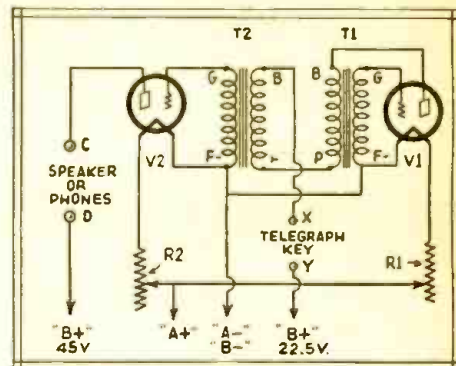 T2 T1
G B B G
C
SPEAKER
OR
PHONES
D
V2
F- P P F-
V1
X
TELEGRAPH
KEY
Y
R2
R1
"B+" "A+" "A- "B+"
45V B-" 22.5V.